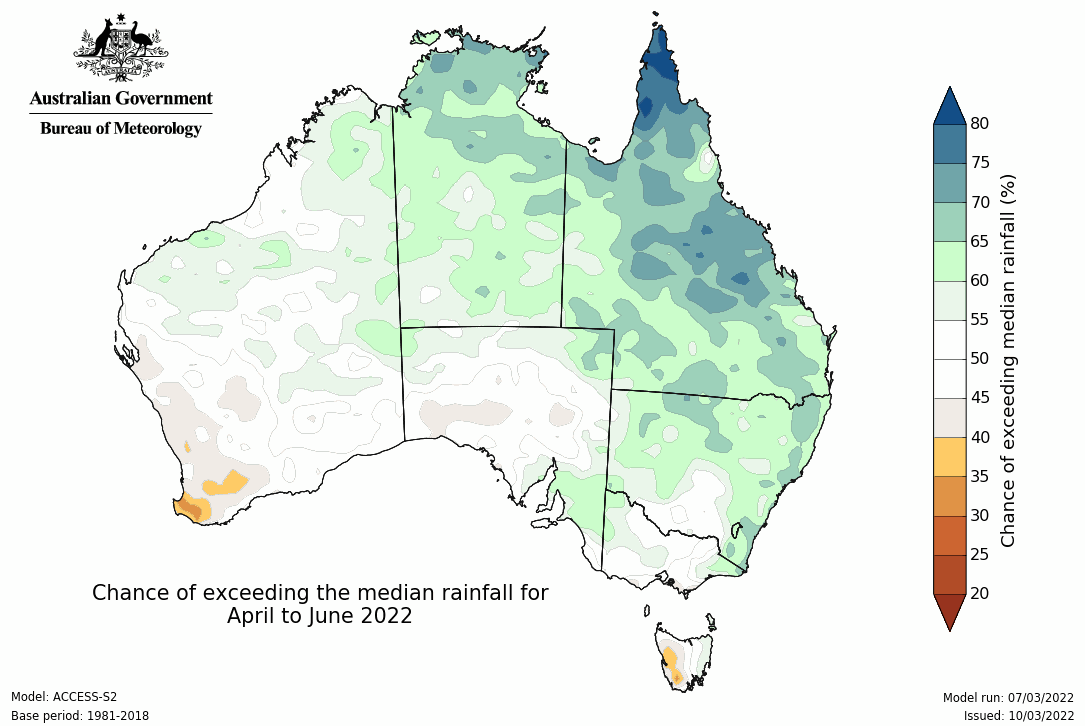 Australian Government
Bureau of Meteorology
80
75
70
65
60
55
50
45
40
35
30
25
20
Chance of exceeding median rainfall (%)
Chance of exceeding the median rainfall for
April to June 2022
Model: ACCESS-S2
Base period: 1981-2018
Model run: 07/03/2022
Issued: 10/03/2022